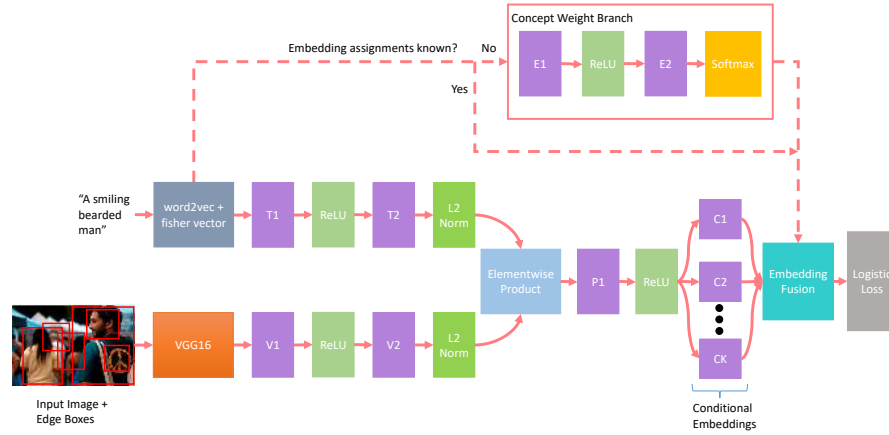 Concept Weight Branch
Embedding assignments known?
No
Yes
E1
ReLU
E2
Softmax
"A smiling
bearded
man"
word2vec +
fisher vector
T1
ReLU
T2
L2
Norm
Elementwise
Product
P1
ReLU
C1
C2
CK
Embedding
Fusion
Logistic
Loss
VGG16
V1
ReLU
V2
L2
Norm
Input Image +
Edge Boxes
Conditional
Embeddings